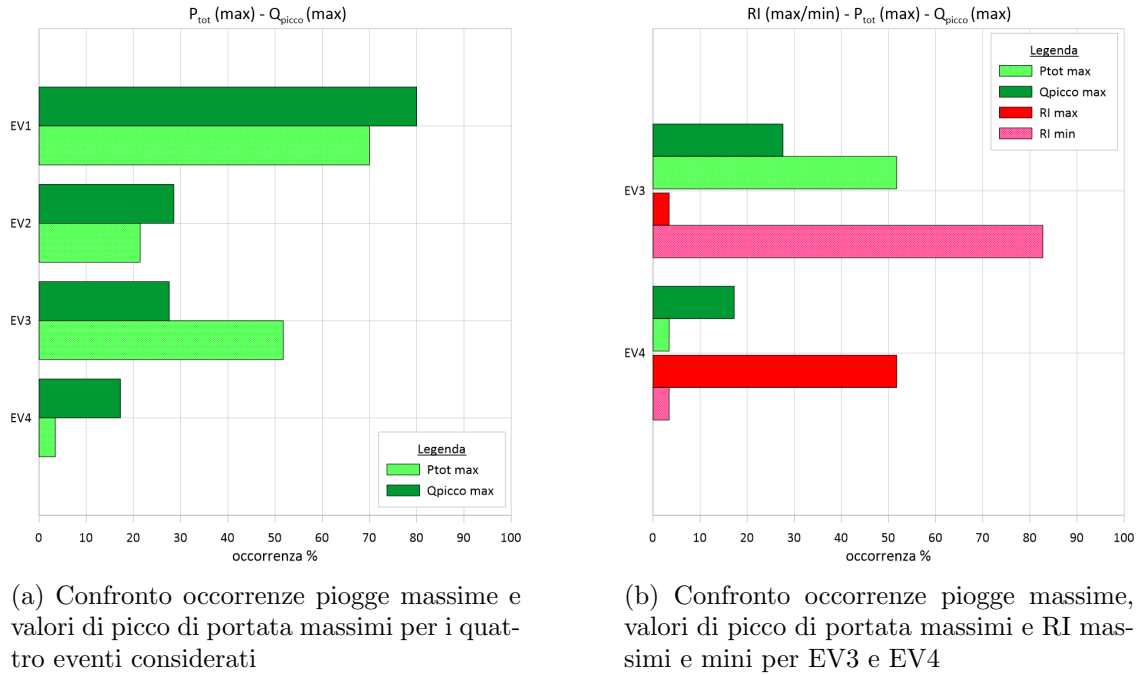 P_tot (max) - Q_picco (max)
EV1
EV2
EV3
EV4
Legenda
Ptot max
Qpicco max
0 10 20 30 40 50 60 70 80 90 100
occorrenza %
(a) Confronto occorrenze piogge massime e
valori di picco di portata massimi per i quat-
tro eventi considerati
RI (max/min) - P_tot (max) - Q_picco (max)
Legenda
Ptot max
Qpicco max
RI max
RI min
EV3
EV4
0 10 20 30 40 50 60 70 80 90 100
occorrenza %
(b) Confronto occorrenze piogge massime,
valori di picco di portata massimi e RI mas-
simi e mini per EV3 e EV4